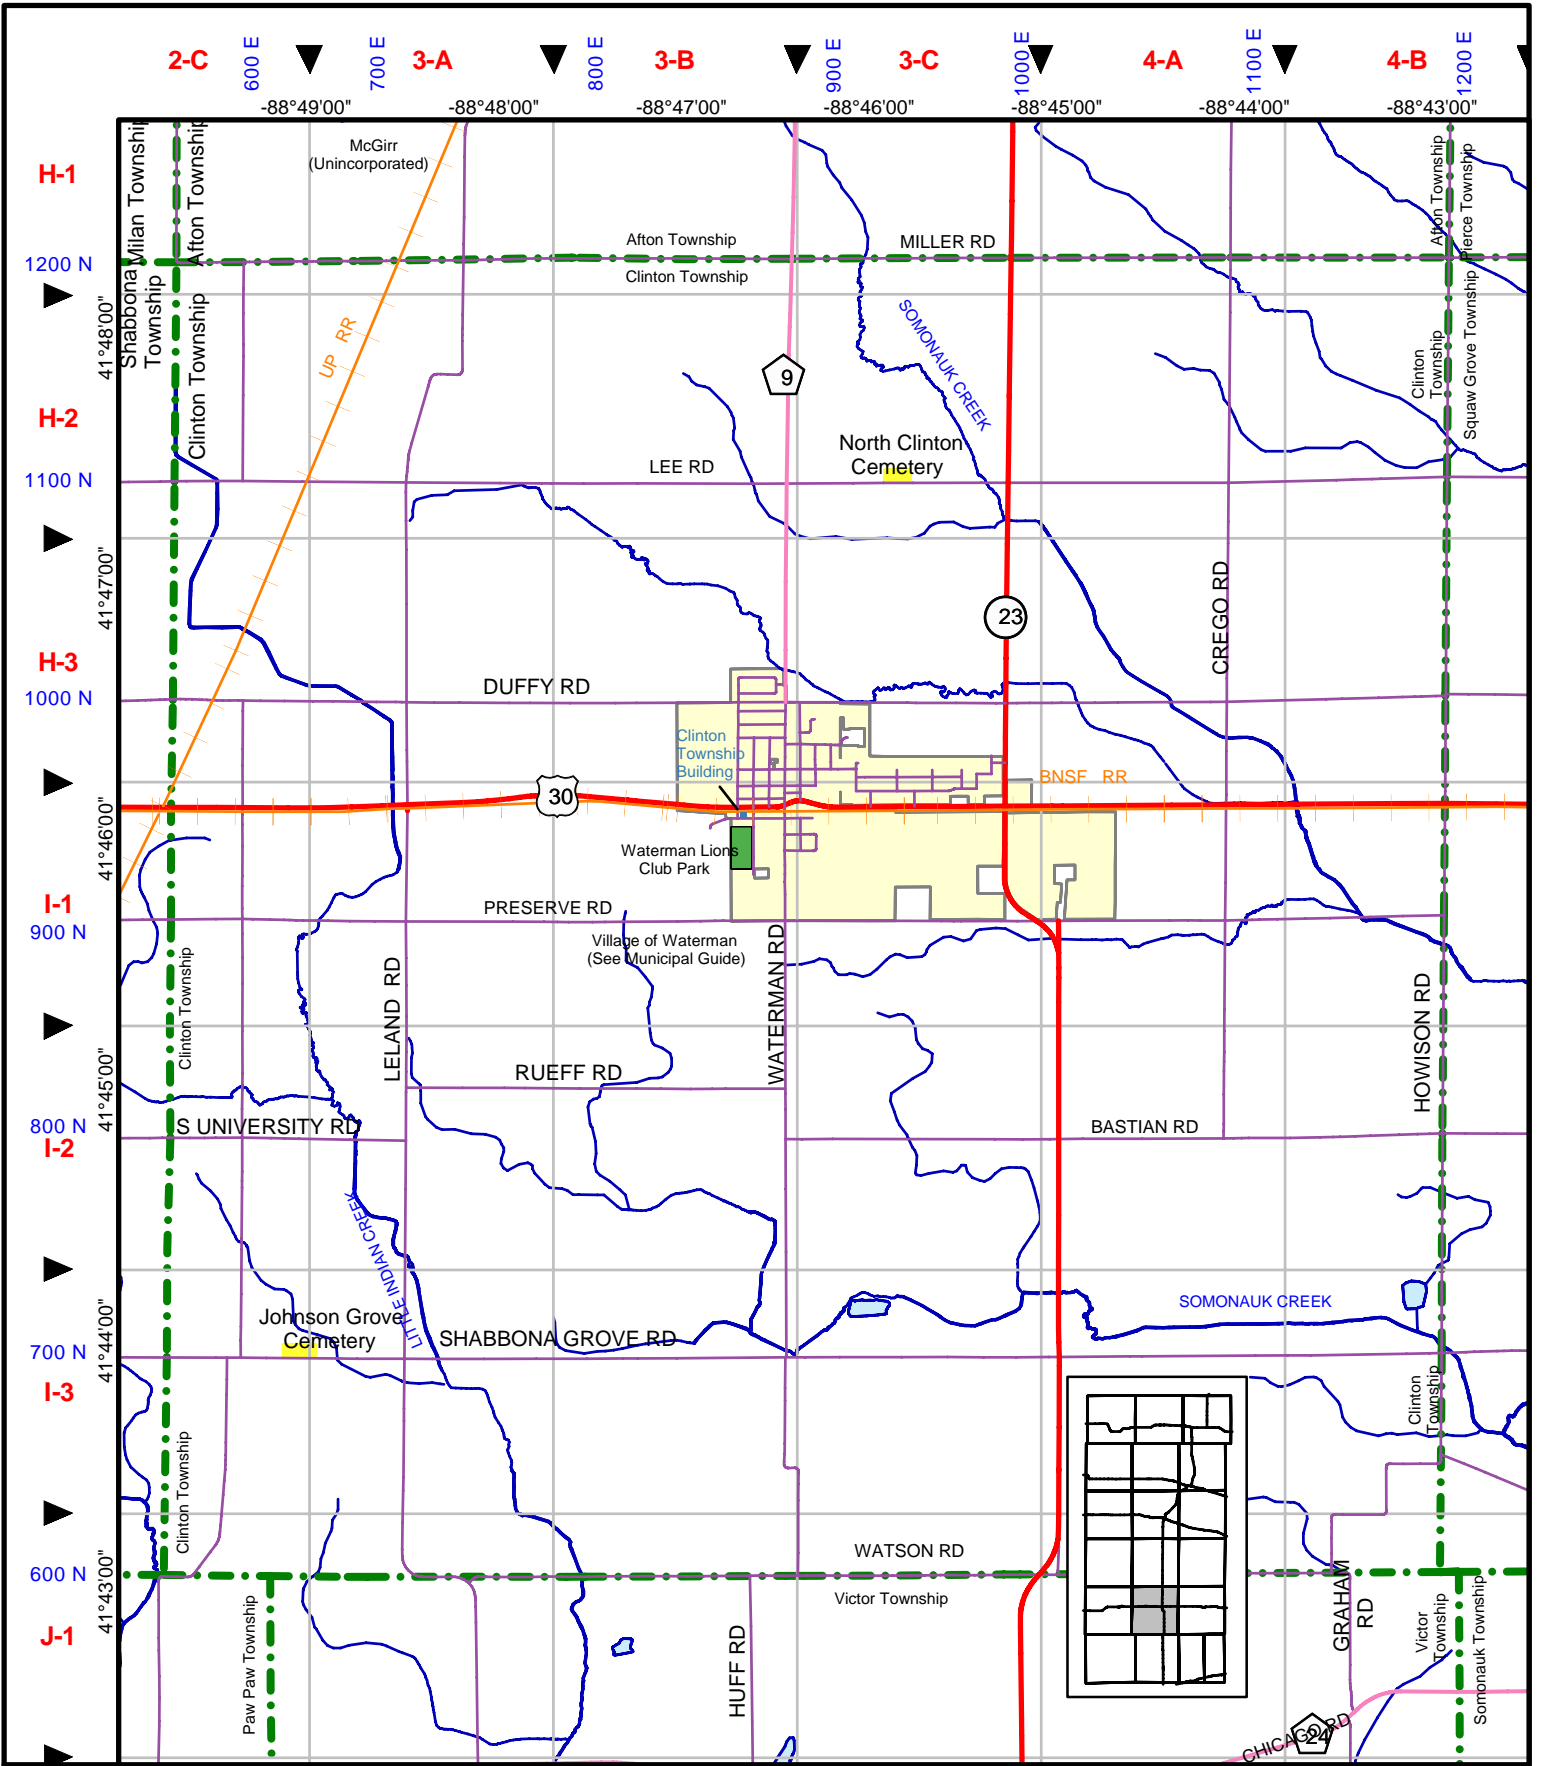 2-C
600 E
700 E
3-A
800 E
3-B
900 E
3-C
1000 E
4-A
1100 E
4-B
1200 E
-88°49'00"
-88°48'00"
-88°47'00"
-88°46'00"
-88°45'00"
-88°44'00"
-88°43'00"
H-1
Milan Township
Afton Township
McGirr
(Unincorporated)
Afton Township
MILLER RD
Afton Township
Pierce Township
1200 N
Clinton Township
Shabbona
Township
Clinton Township
41°48'00"
UP RR
9
SOMONAUK CREEK
Clinton
Township
Squaw Grove Township
H-2
North Clinton
Cemetery
LEE RD
1100 N
41°47'00"
CREGO RD
23
H-3
1000 N
DUFFY RD
Clinton
Township
Building
BNSF RR
30
41°46'00"
Waterman Lions
Club Park
I-1
900 N
PRESERVE RD
Village of Waterman
(See Municipal Guide)
WATERMAN RD
Clinton Township
LELAND RD
HOWISON RD
41°45'00"
RUEFF RD
800 N
S UNIVERSITY RD
BASTIAN RD
I-2
LITTLE INDIAN CREEK
SOMONAUK CREEK
41°44'00"
Johnson Grove
Cemetery
SHABBONA GROVE RD
700 N
I-3
Clinton
Township
Clinton Township
WATSON RD
600 N
41°43'00"
Victor Township
J-1
Paw Paw Township
HUFF RD
GRAHAM
RD
Victor
Township
Somonauk Township
CHICAGO RD
24